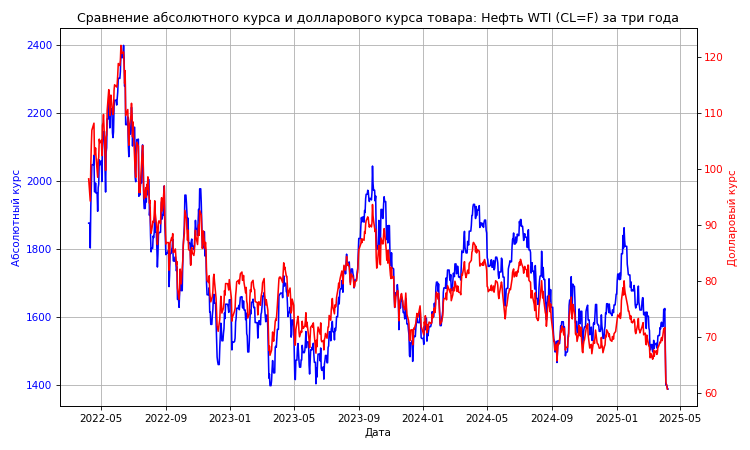 Сравнение абсолютного курса и долларового курса товара: Нефть WTI (CL=F) за три года
Абсолютный курс
2400
2200
2000
1800
1600
1400
120
110
100
90
80
70
60
Долларовый курс
2022-05 2022-09 2023-01 2023-05 2023-09 2024-01 2024-05 2024-09 2025-01 2025-05
Дата